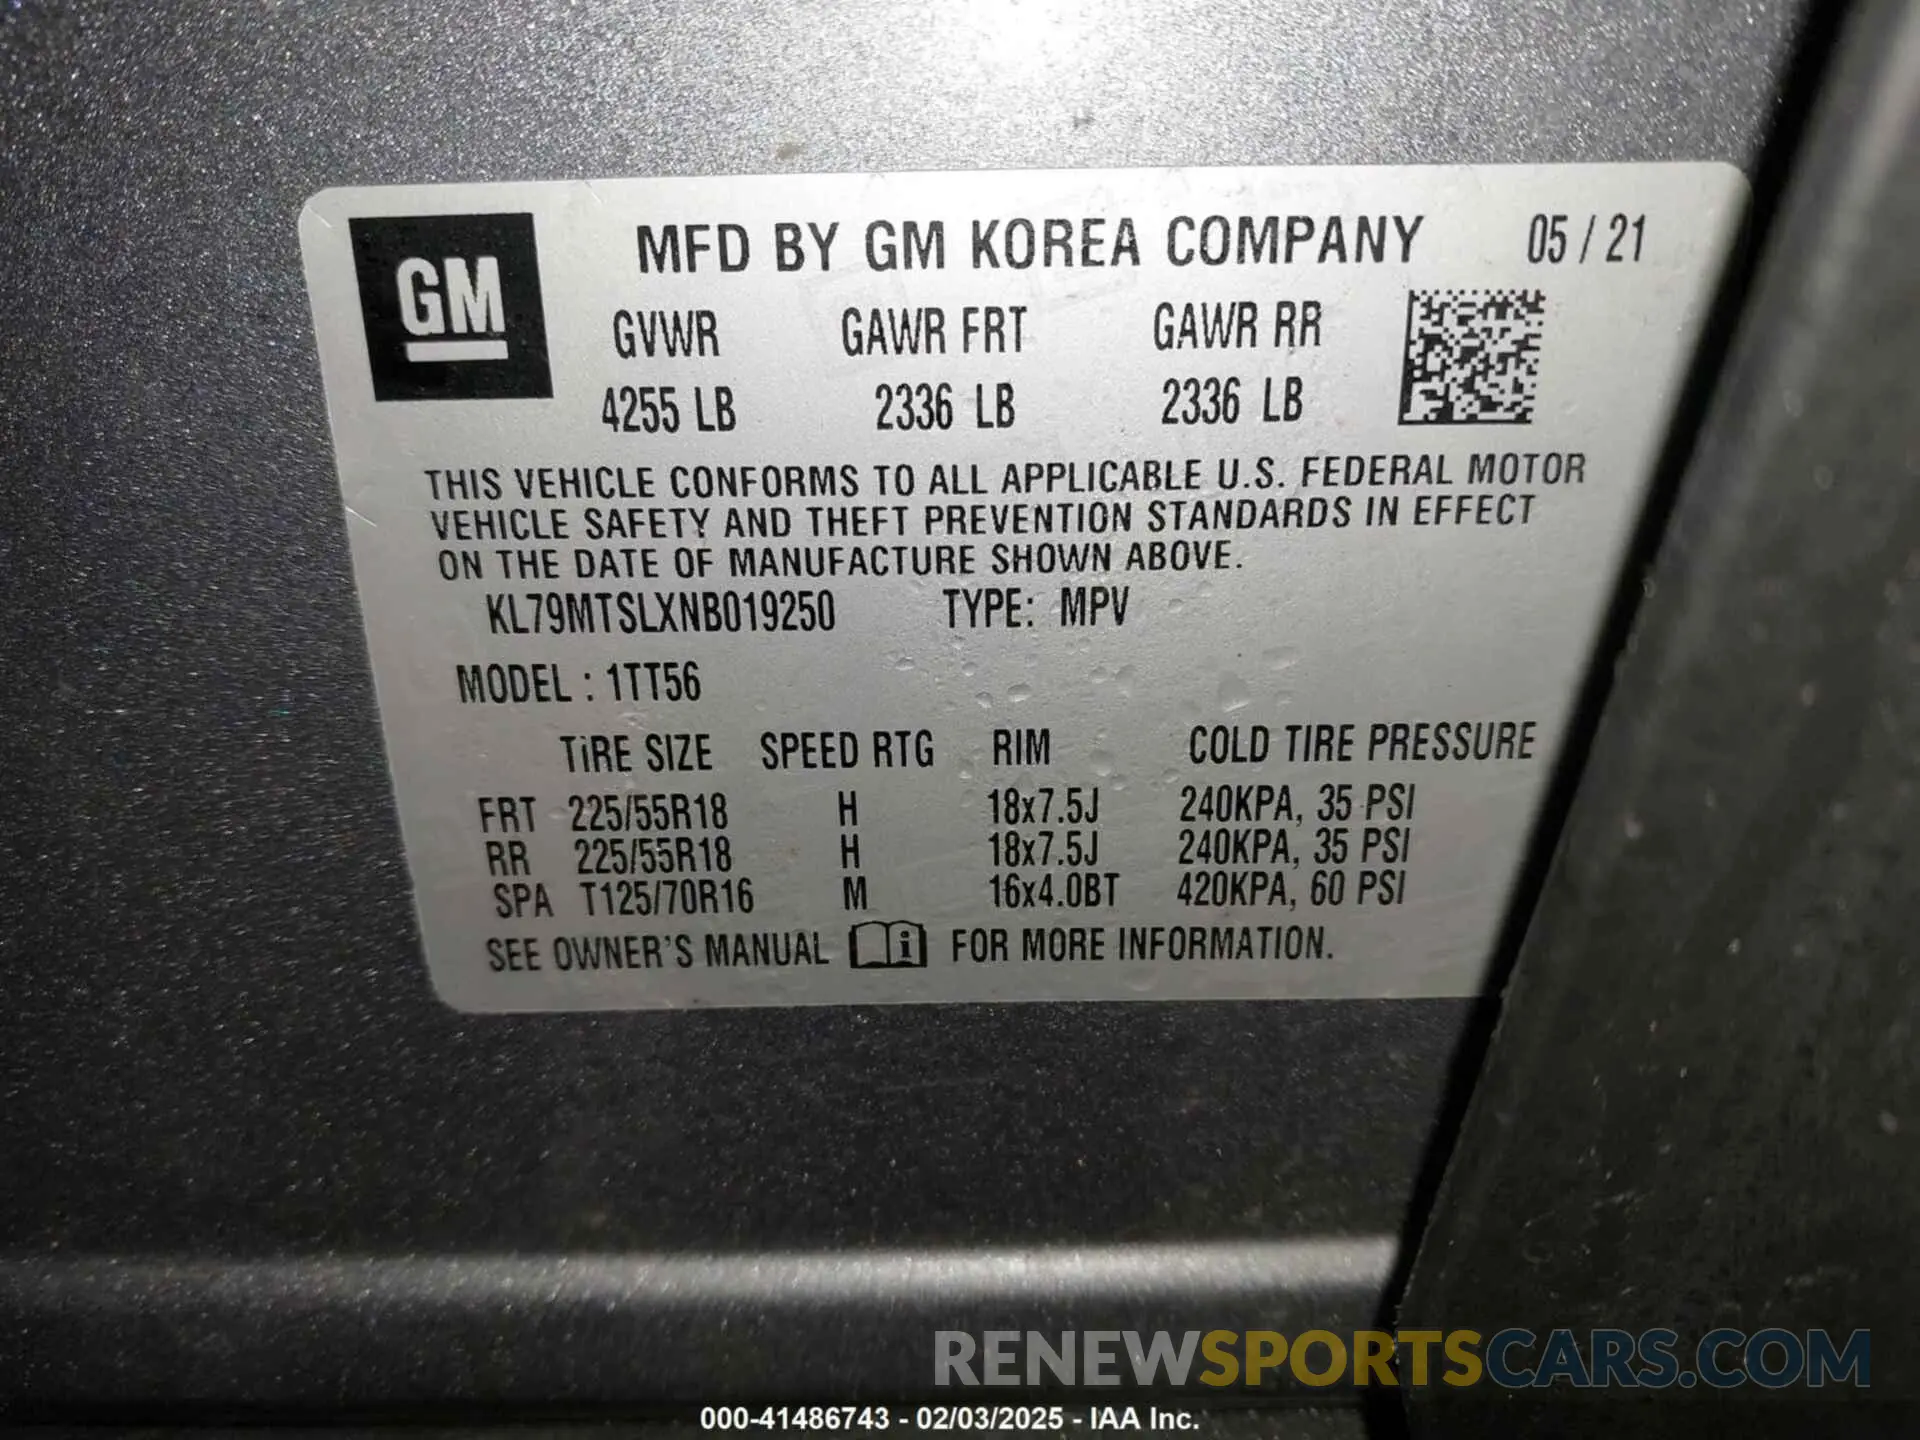 GM
MFD BY GM KOREA COMPANY 05 / 21
GVWR GAWR FRT GAWR RR
4255 LB 2336 LB 2336 LB
THIS VEHICLE CONFORMS TO ALL APPLICABLE U.S. FEDERAL MOTOR
VEHICLE SAFETY AND THEFT PREVENTION STANDARDS IN EFFECT
ON THE DATE OF MANUFACTURE SHOWN ABOVE.
KL79MTSLXNB019250 TYPE: MPV
MODEL : 1TT56
TIRE SIZE SPEED RTG RIM COLD TIRE PRESSURE
FRT 225/55R18 H 18x7.5J 240KPA, 35 PSI
RR 225/55R18 H 18x7.5J 240KPA, 35 PSI
SPA T125/70R16 M 16x4.0BT 420KPA, 60 PSI
SEE OWNER'S MANUAL i FOR MORE INFORMATION.
RENEWSPORTSCARS.COM
000-41486743 - 02/03/2025 - IAA Inc.